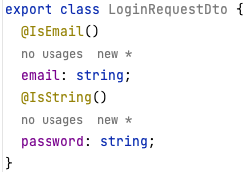 export class LoginRequestDto {
@IsEmail()
no usages new *
email: string;
@IsString()
no usages new *
password: string;
}